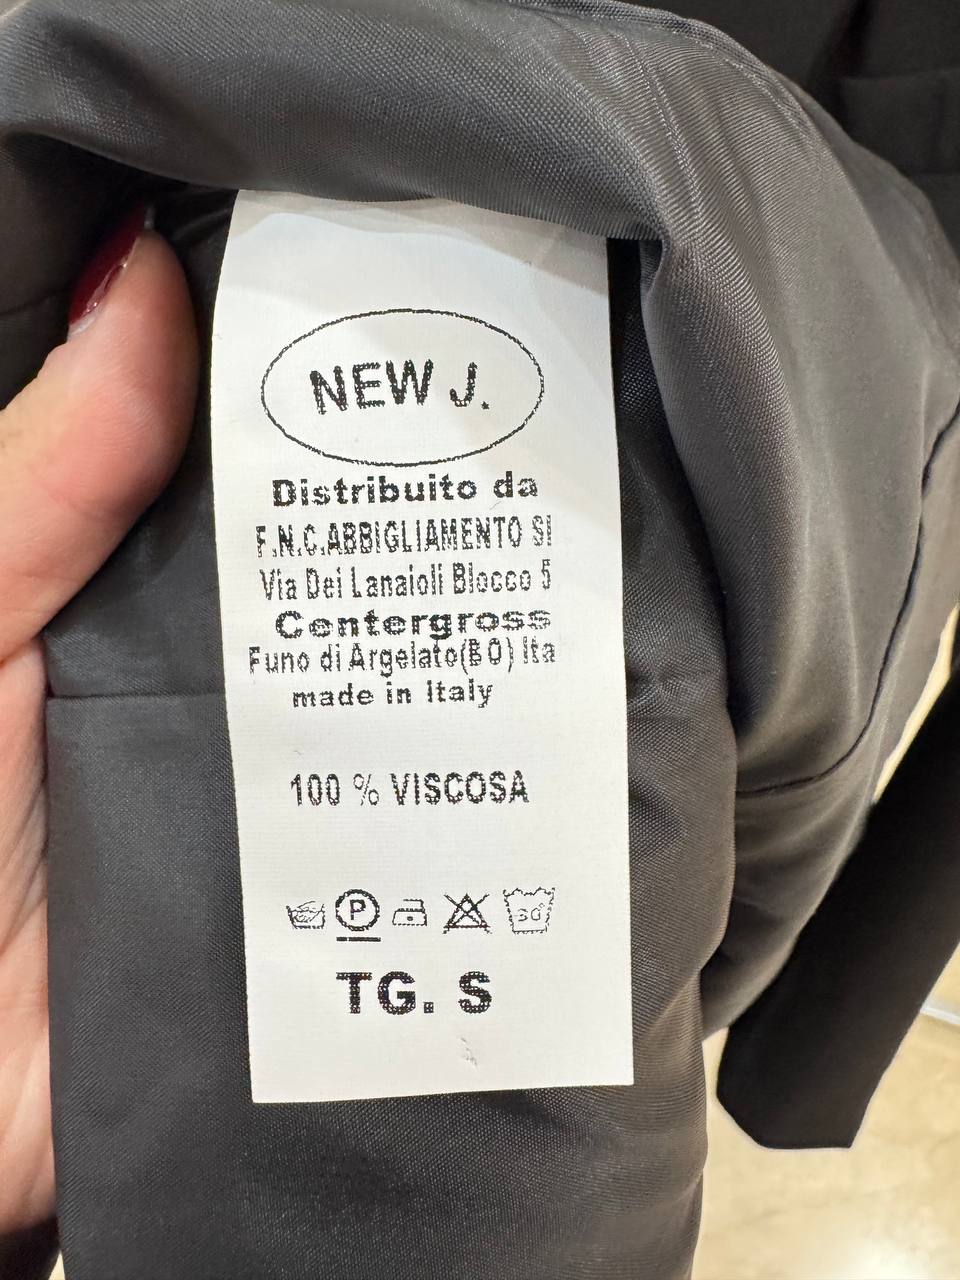 NEW J.
Distribuito da
F.N.C.ABBIGLIAMENTO SI
Via Dei Lanaioli Blocco 5
Centergross
Funo di Argelato(BO) Ita
made in Italy
100 % VISCOSA
P 30°
TG. S